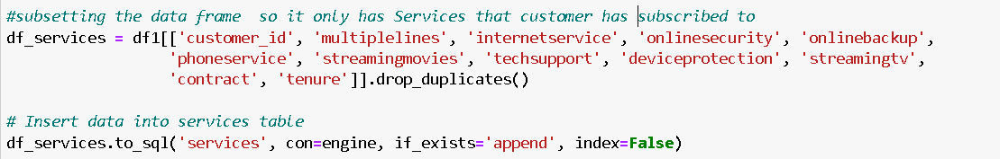 #subsetting the data frame  so it only has Services that customer has subscribed to
df_services = df1[['customer_id', 'multiplelines', 'internetservice', 'onlinesecurity', 'onlinebackup',
                   'phoneservice', 'streamingmovies', 'techsupport', 'deviceprotection', 'streamingtv',
                   'contract', 'tenure']].drop_duplicates()

# Insert data into services table
df_services.to_sql('services', con=engine, if_exists='append', index=False)